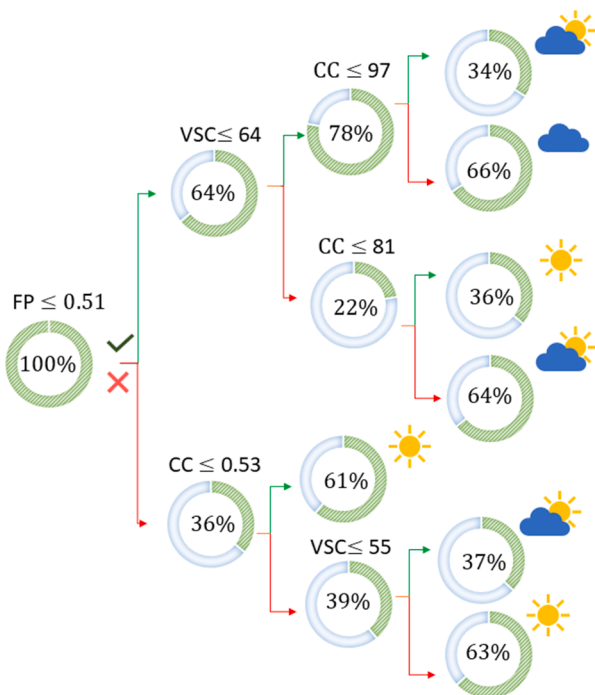 CC ≤ 97
34%
VSC≤ 64
78%
66%
64%
CC ≤ 81
FP ≤ 0.51
22%
36%
100%
64%
CC ≤ 0.53
61%
36%
VSC≤ 55
37%
39%
63%